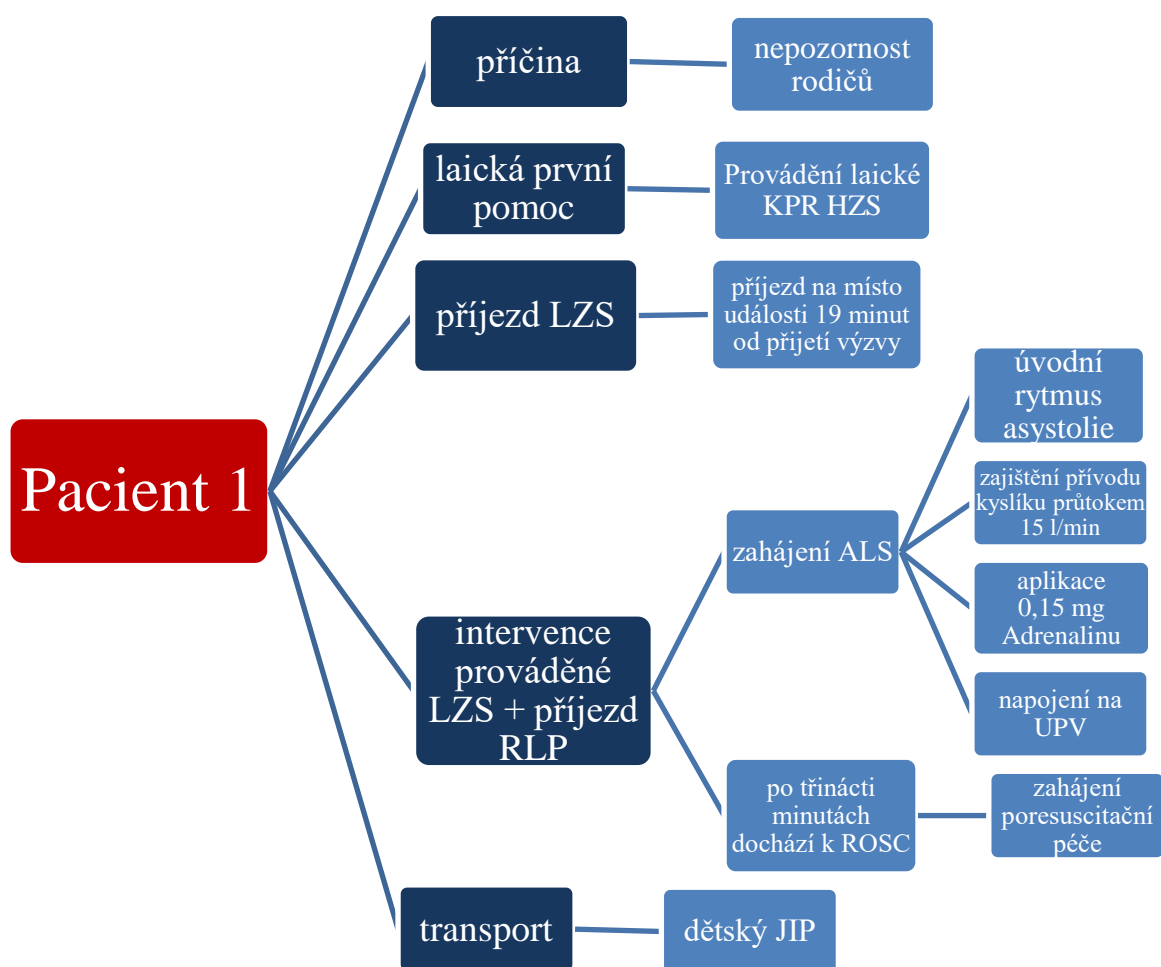 Pacient 1
příčina
nepozornost
rodičů
laická první
pomoc
Provádění laické
KPR HZS
příjezd LZS
příjezd na místo
události 19 minut
od přijetí výzvy
intervence
prováděné
LZS + příjezd
RLP
zahájení ALS
úvodní
rytmus
asystolie
zajištění přívodu
kyslíku průtokem
15 l/min
aplikace
0,15 mg
Adrenalinu
napojení na
UPV
po třinácti
minutách
dochází k ROSC
zahájení
poresuscitační
péče
transport
dětský JIP